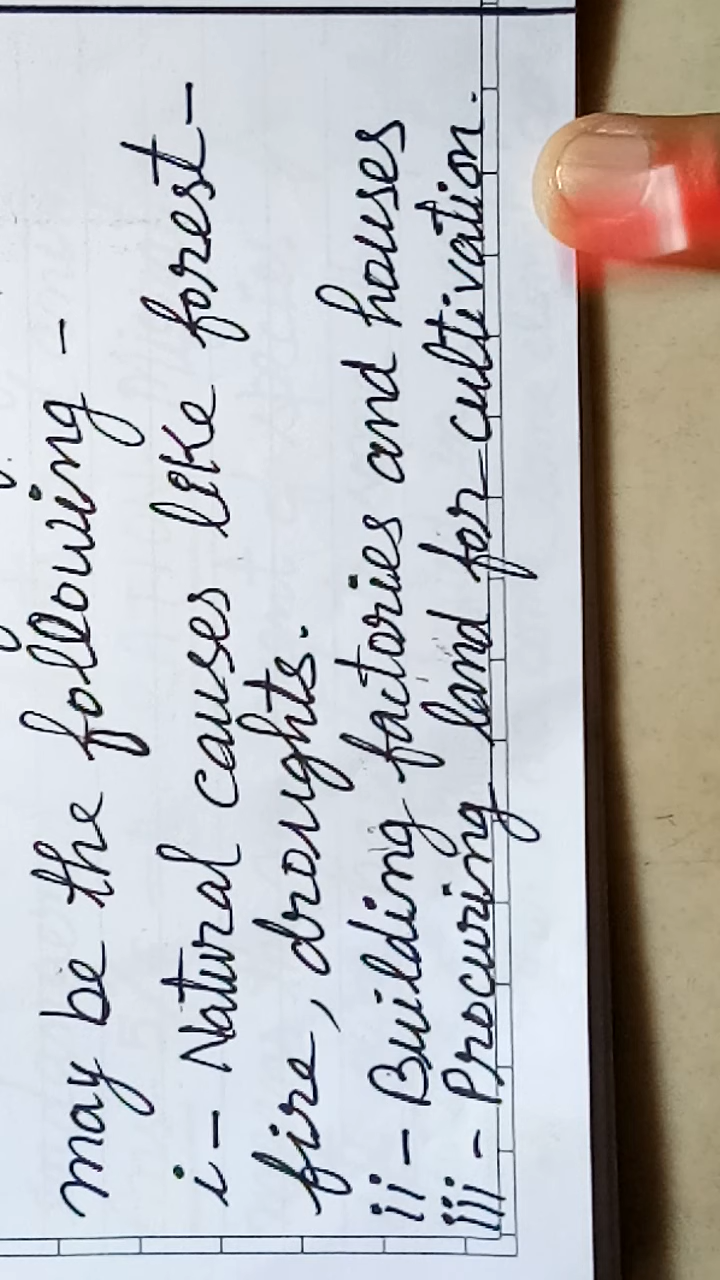 may be the following -
i - Natural causes like forest-
fire, droughts.
ii - Building factories and houses
iii - Procuring land for cultivation.